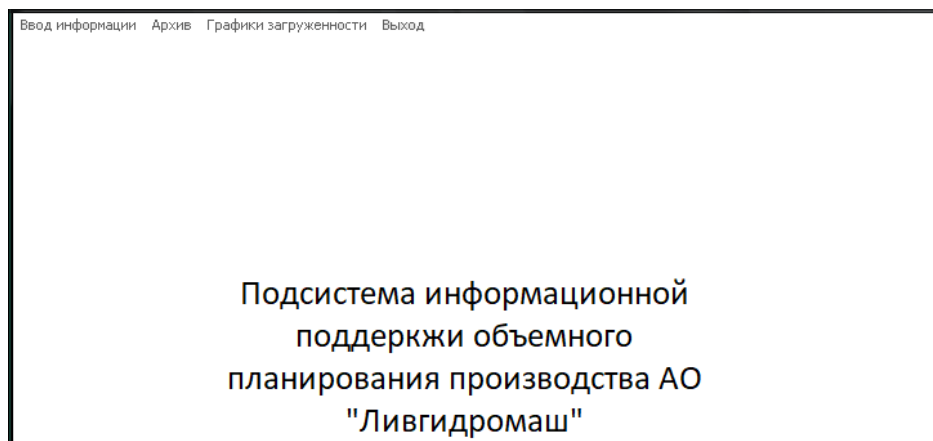 Ввод информации Архив Графики загруженности Выход
Подсистема информационной
поддеркжи объемного
планирования производства АО
"Ливгидромаш"